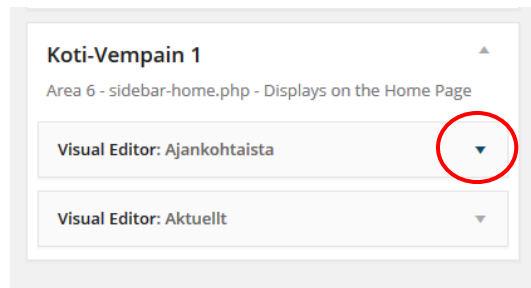 Koti-Vempain 1
Area 6 - sidebar-home.php - Displays on the Home Page
Visual Editor: Ajankohtaista
Visual Editor: Aktuellt